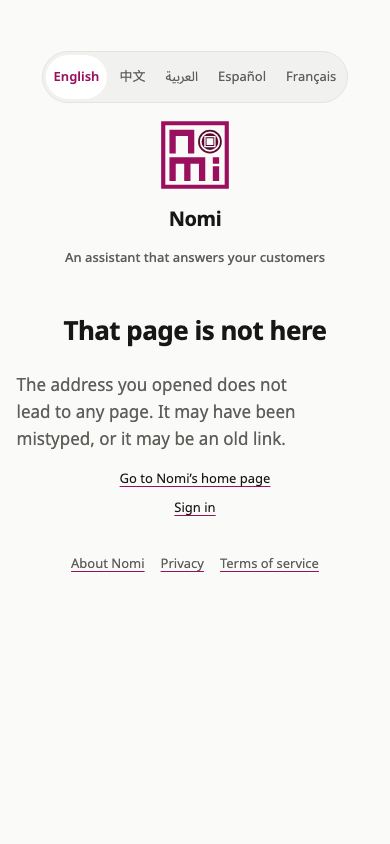 English
中文
العربية
Español
Français
nomi
Nomi
An assistant that answers your customers
That page is not here
The address you opened does not
lead to any page. It may have been
mistyped, or it may be an old link.
Go to Nomi’s home page
Sign in
About Nomi
Privacy
Terms of service